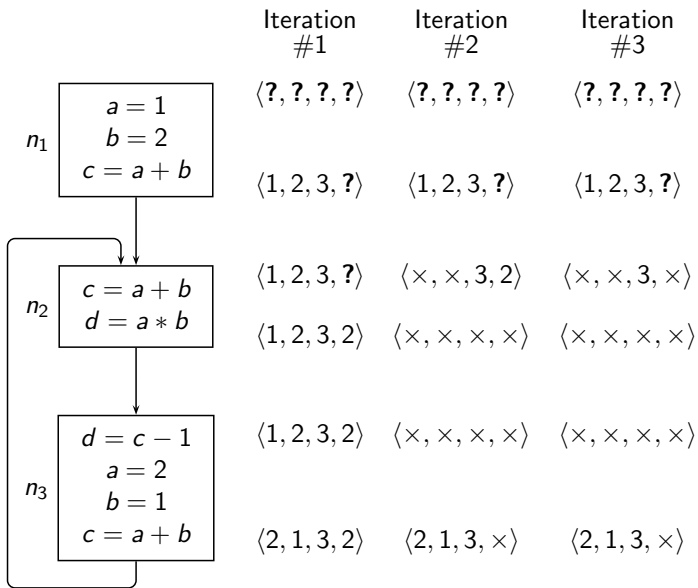 Iteration #1 Iteration #2 Iteration #3
⟨?, ?, ?, ?⟩ ⟨?, ?, ?, ?⟩ ⟨?, ?, ?, ?⟩
n1
a = 1
b = 2
c = a + b
⟨1, 2, 3, ?⟩ ⟨1, 2, 3, ?⟩ ⟨1, 2, 3, ?⟩
n2
c = a + b
d = a ∗ b
⟨1, 2, 3, ?⟩ ⟨×, ×, 3, 2⟩ ⟨×, ×, 3, ×⟩
⟨1, 2, 3, 2⟩ ⟨×, ×, ×, ×⟩ ⟨×, ×, ×, ×⟩
n3
d = c − 1
a = 2
b = 1
c = a + b
⟨1, 2, 3, 2⟩ ⟨×, ×, ×, ×⟩ ⟨×, ×, ×, ×⟩
⟨2, 1, 3, 2⟩ ⟨2, 1, 3, ×⟩ ⟨2, 1, 3, ×⟩